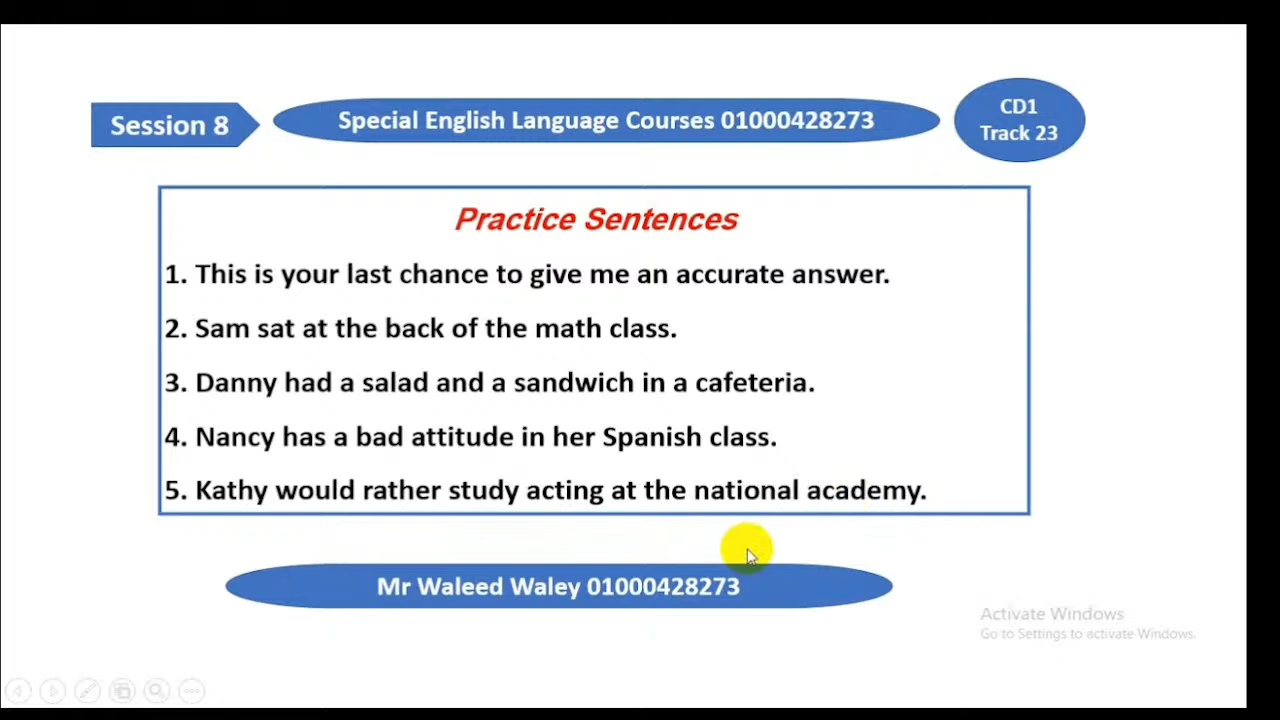 Session 8
Special English Language Courses 01000428273
CD1
Track 23
Practice Sentences
1. This is your last chance to give me an accurate answer.
2. Sam sat at the back of the math class.
3. Danny had a salad and a sandwich in a cafeteria.
4. Nancy has a bad attitude in her Spanish class.
5. Kathy would rather study acting at the national academy.
Mr Waleed Waley 01000428273
Activate Windows
Go to Settings to activate Windows.